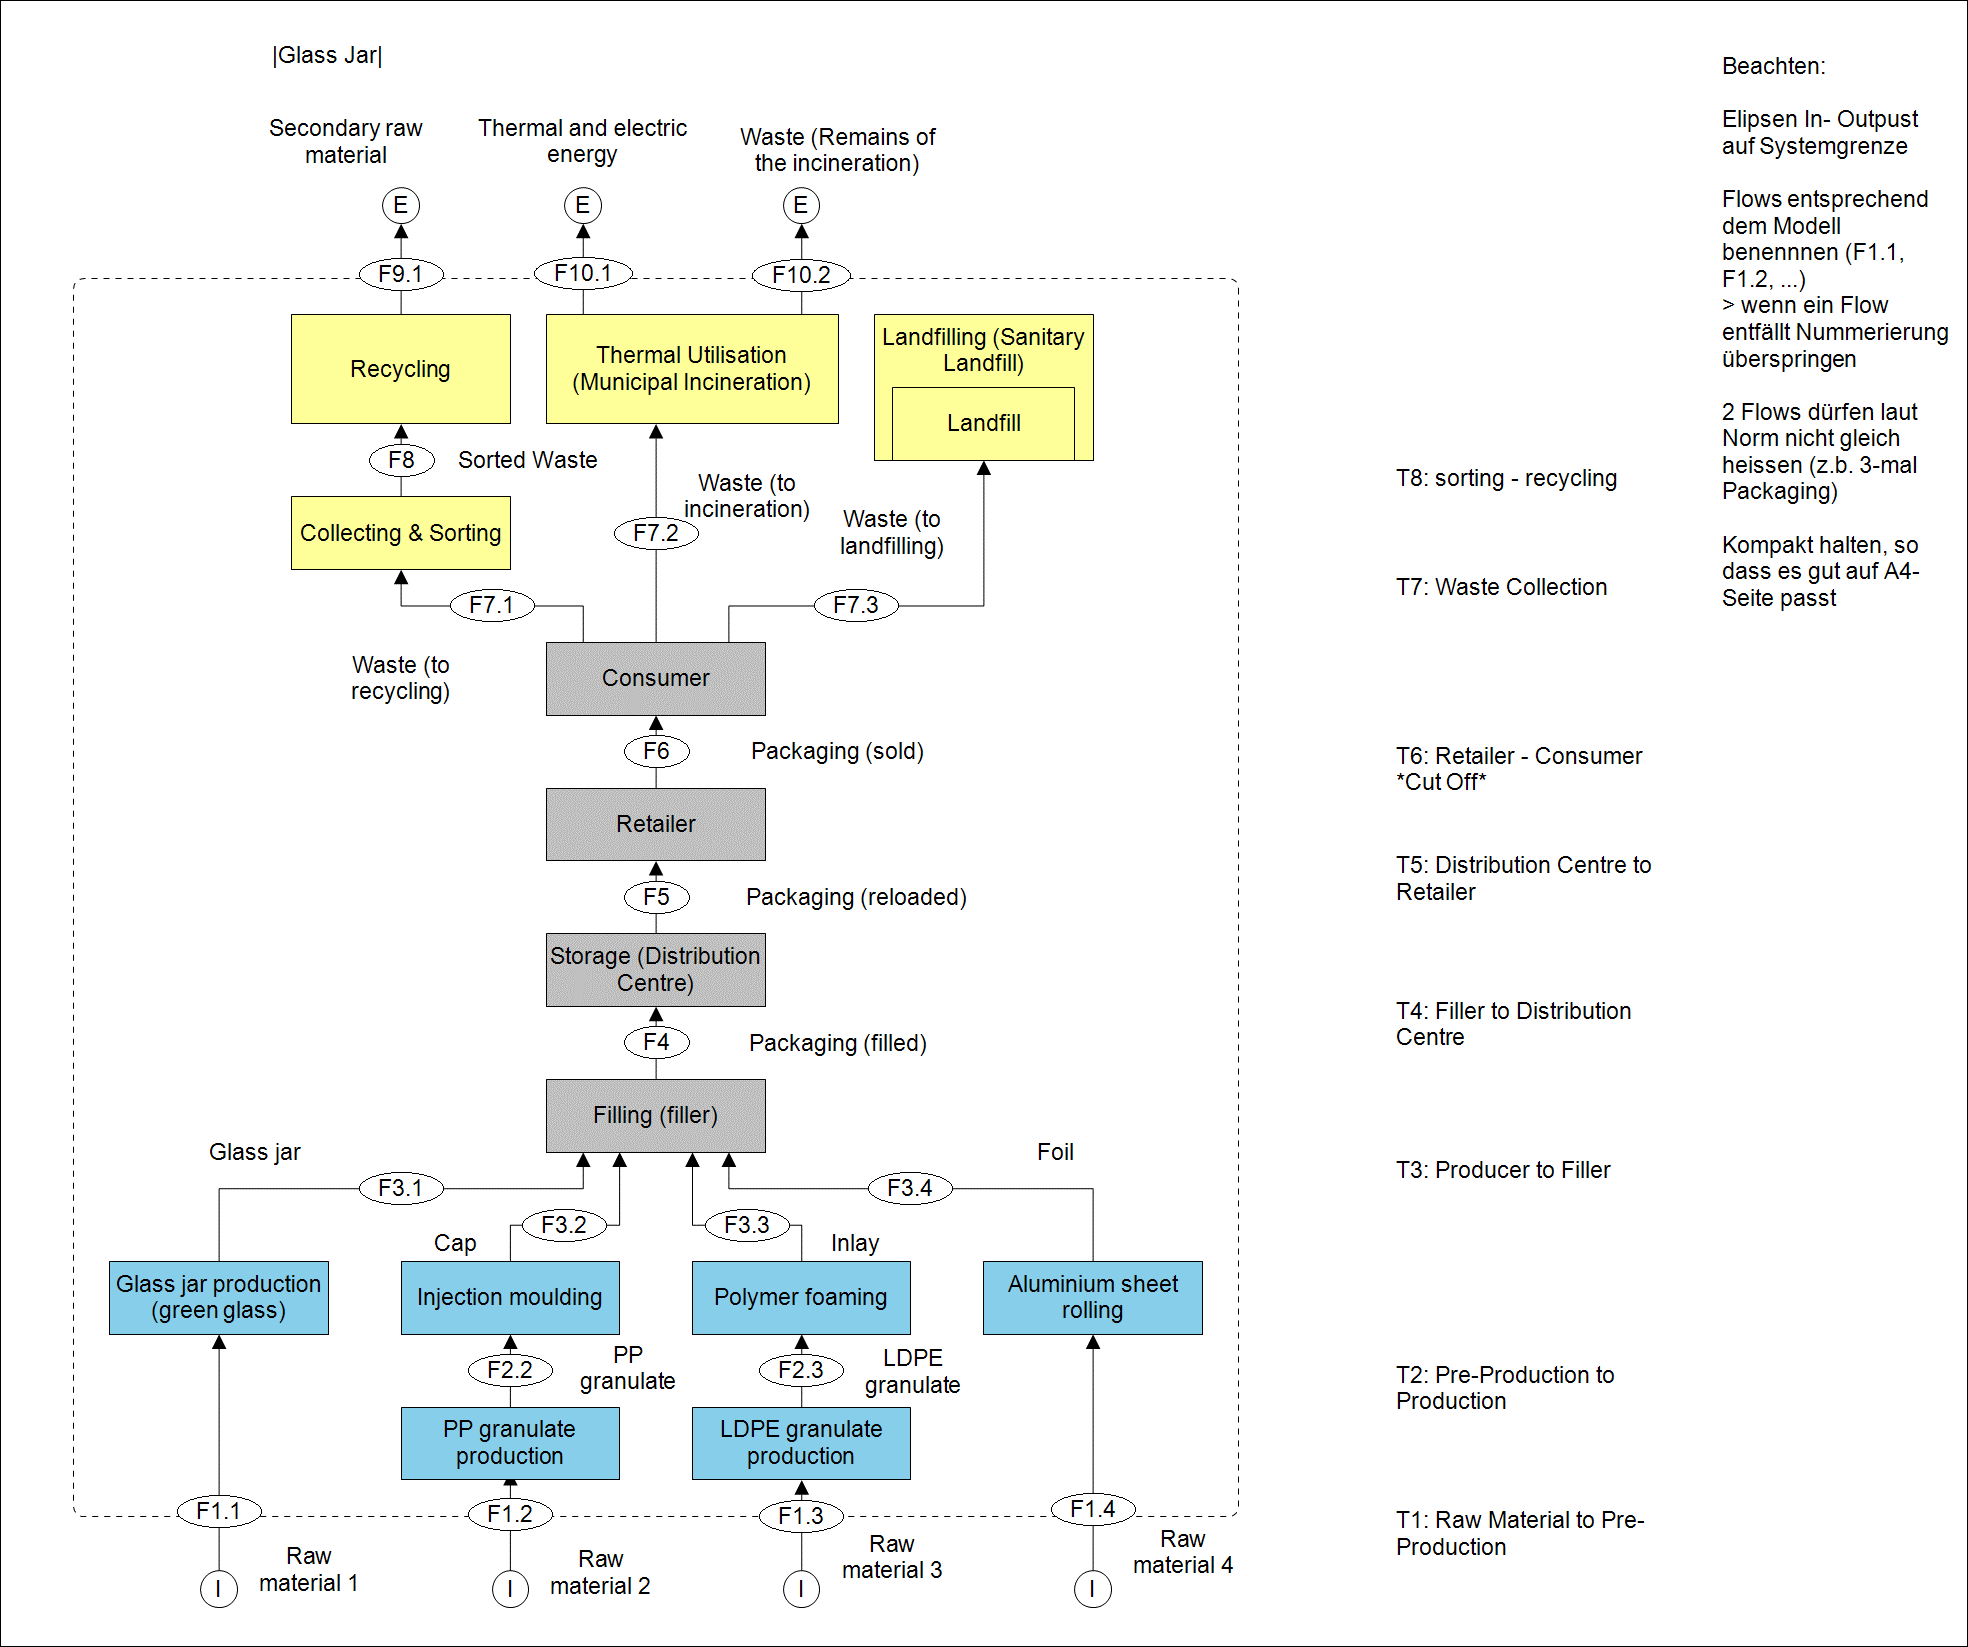 |Glass Jar|
Secondary raw
material
Thermal and electric
energy
Waste (Remains of
the incineration)
E
E
E
F9.1
F10.1
F10.2
Recycling
Thermal Utilisation
(Municipal Incineration)
Landfilling (Sanitary
Landfill)
Landfill
F8
Sorted Waste
Collecting & Sorting
Waste (to
incineration)
F7.2
Waste (to
landfilling)
F7.1
F7.3
Waste (to
recycling)
Consumer
F6
Packaging (sold)
Retailer
F5
Packaging (reloaded)
Storage (Distribution
Centre)
F4
Packaging (filled)
Filling (filler)
Glass jar
Foil
F3.1
F3.4
F3.2
F3.3
Cap
Inlay
Glass jar production
(green glass)
Injection moulding
Polymer foaming
Aluminium sheet
rolling
F2.2
PP
granulate
F2.3
LDPE
granulate
PP granulate
production
LDPE granulate
production
F1.1
F1.2
F1.3
F1.4
Raw
material 1
Raw
material 2
Raw
material 3
Raw
material 4
I
I
I
I
T8: sorting - recycling
T7: Waste Collection
T6: Retailer - Consumer
*Cut Off*
T5: Distribution Centre to
Retailer
T4: Filler to Distribution
Centre
T3: Producer to Filler
T2: Pre-Production to
Production
T1: Raw Material to Pre-
Production
Beachten:
Elipsen In- Outpust
auf Systemgrenze
Flows entsprechend
dem Modell
benennnen (F1.1,
F1.2, ...)
> wenn ein Flow
entfällt Nummerierung
überspringen
2 Flows dürfen laut
Norm nicht gleich
heissen (z.b. 3-mal
Packaging)
Kompakt halten, so
dass es gut auf A4-
Seite passt